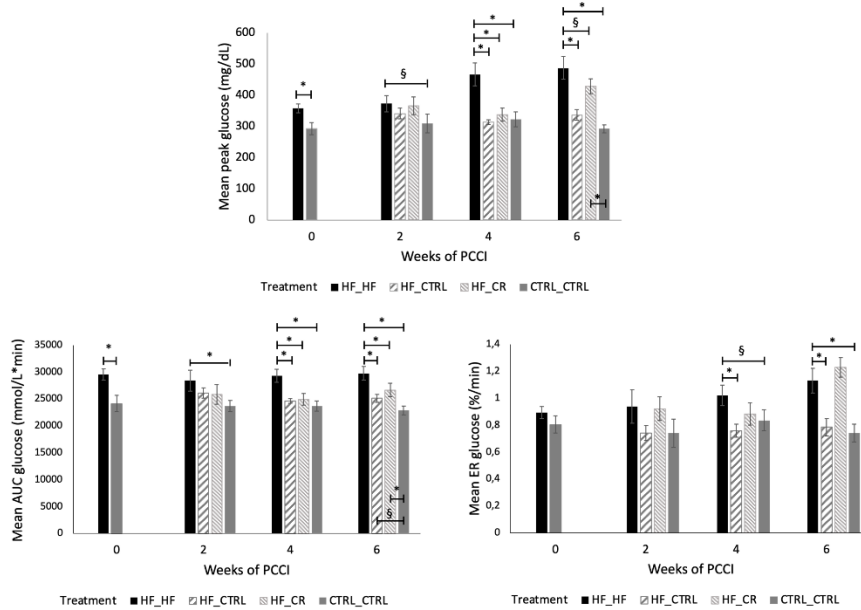 Mean peak glucose (mg/dL)
600
500
400
300
200
100
0
* § * * * * § * *
0 2 4 6
Weeks of PCCI
Treatment HF_HF HF_CTRL HF_CR CTRL_CTRL
Mean AUC glucose (mmol/L*min)
35000
30000
25000
20000
15000
10000
5000
0
* * * * * * * * * §
0 2 4 6
Weeks of PCCI
Treatment HF_HF HF_CTRL HF_CR CTRL_CTRL
Mean ER glucose (%/min)
1,4
1,2
1
0,8
0,6
0,4
0,2
0
§ * * *
0 2 4 6
Weeks of PCCI
Treatment HF_HF HF_CTRL HF_CR CTRL_CTRL